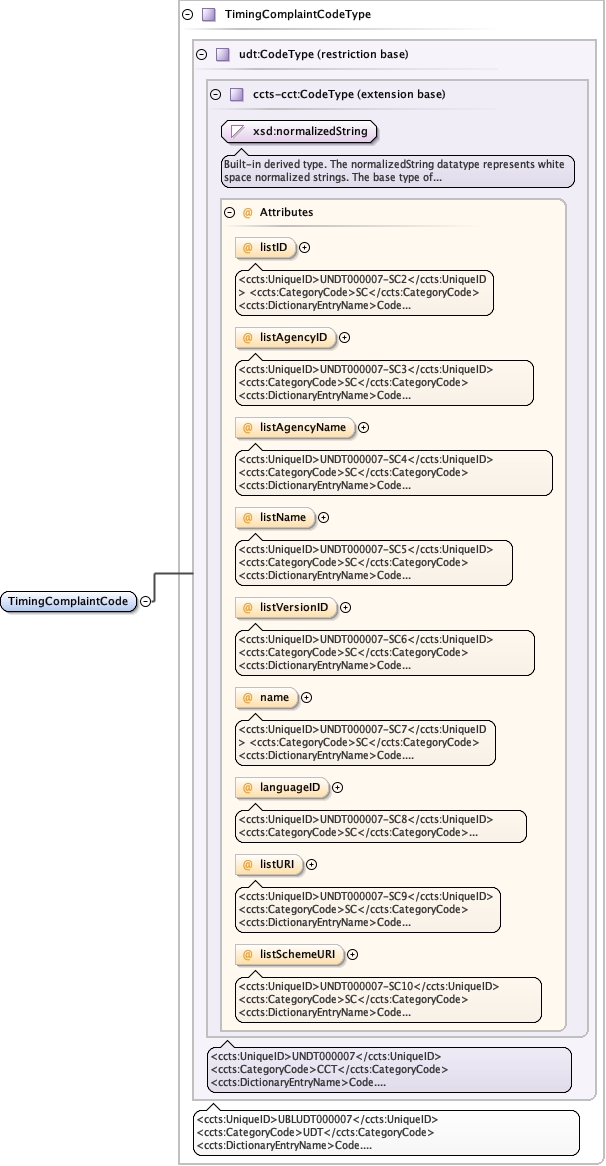 TimingComplaintCodeType
udt:CodeType (restriction base)
ccts-cct:CodeType (extension base)
xsd:normalizedString
Built-in derived type. The normalizedString datatype represents white
space normalized strings. The base type of...
@ Attributes
@ listID
<ccts:UniqueID>UNDT000007-SC2</ccts:UniqueID
> <ccts:CategoryCode>SC</ccts:CategoryCode>
<ccts:DictionaryEntryName>Code...
@ listAgencyID
<ccts:UniqueID>UNDT000007-SC3</ccts:UniqueID>
<ccts:CategoryCode>SC</ccts:CategoryCode>
<ccts:DictionaryEntryName>Code...
@ listAgencyName
<ccts:UniqueID>UNDT000007-SC4</ccts:UniqueID>
<ccts:CategoryCode>SC</ccts:CategoryCode>
<ccts:DictionaryEntryName>Code...
@ listName
<ccts:UniqueID>UNDT000007-SC5</ccts:UniqueID>
<ccts:CategoryCode>SC</ccts:CategoryCode>
<ccts:DictionaryEntryName>Code...
TimingComplaintCode
@ listVersionID
<ccts:UniqueID>UNDT000007-SC6</ccts:UniqueID>
<ccts:CategoryCode>SC</ccts:CategoryCode>
<ccts:DictionaryEntryName>Code...
@ name
<ccts:UniqueID>UNDT000007-SC7</ccts:UniqueID
> <ccts:CategoryCode>SC</ccts:CategoryCode>
<ccts:DictionaryEntryName>Code....
@ languageID
<ccts:UniqueID>UNDT000007-SC8</ccts:UniqueID>
<ccts:CategoryCode>SC</ccts:CategoryCode>...
@ listURI
<ccts:UniqueID>UNDT000007-SC9</ccts:UniqueID>
<ccts:CategoryCode>SC</ccts:CategoryCode>
<ccts:DictionaryEntryName>Code...
@ listSchemeURI
<ccts:UniqueID>UNDT000007-SC10</ccts:UniqueID>
<ccts:CategoryCode>SC</ccts:CategoryCode>
<ccts:DictionaryEntryName>Code...
<ccts:UniqueID>UNDT000007</ccts:UniqueID>
<ccts:CategoryCode>CCT</ccts:CategoryCode>
<ccts:DictionaryEntryName>Code....
<ccts:UniqueID>UBLUDT000007</ccts:UniqueID>
<ccts:CategoryCode>UDT</ccts:CategoryCode>
<ccts:DictionaryEntryName>Code....